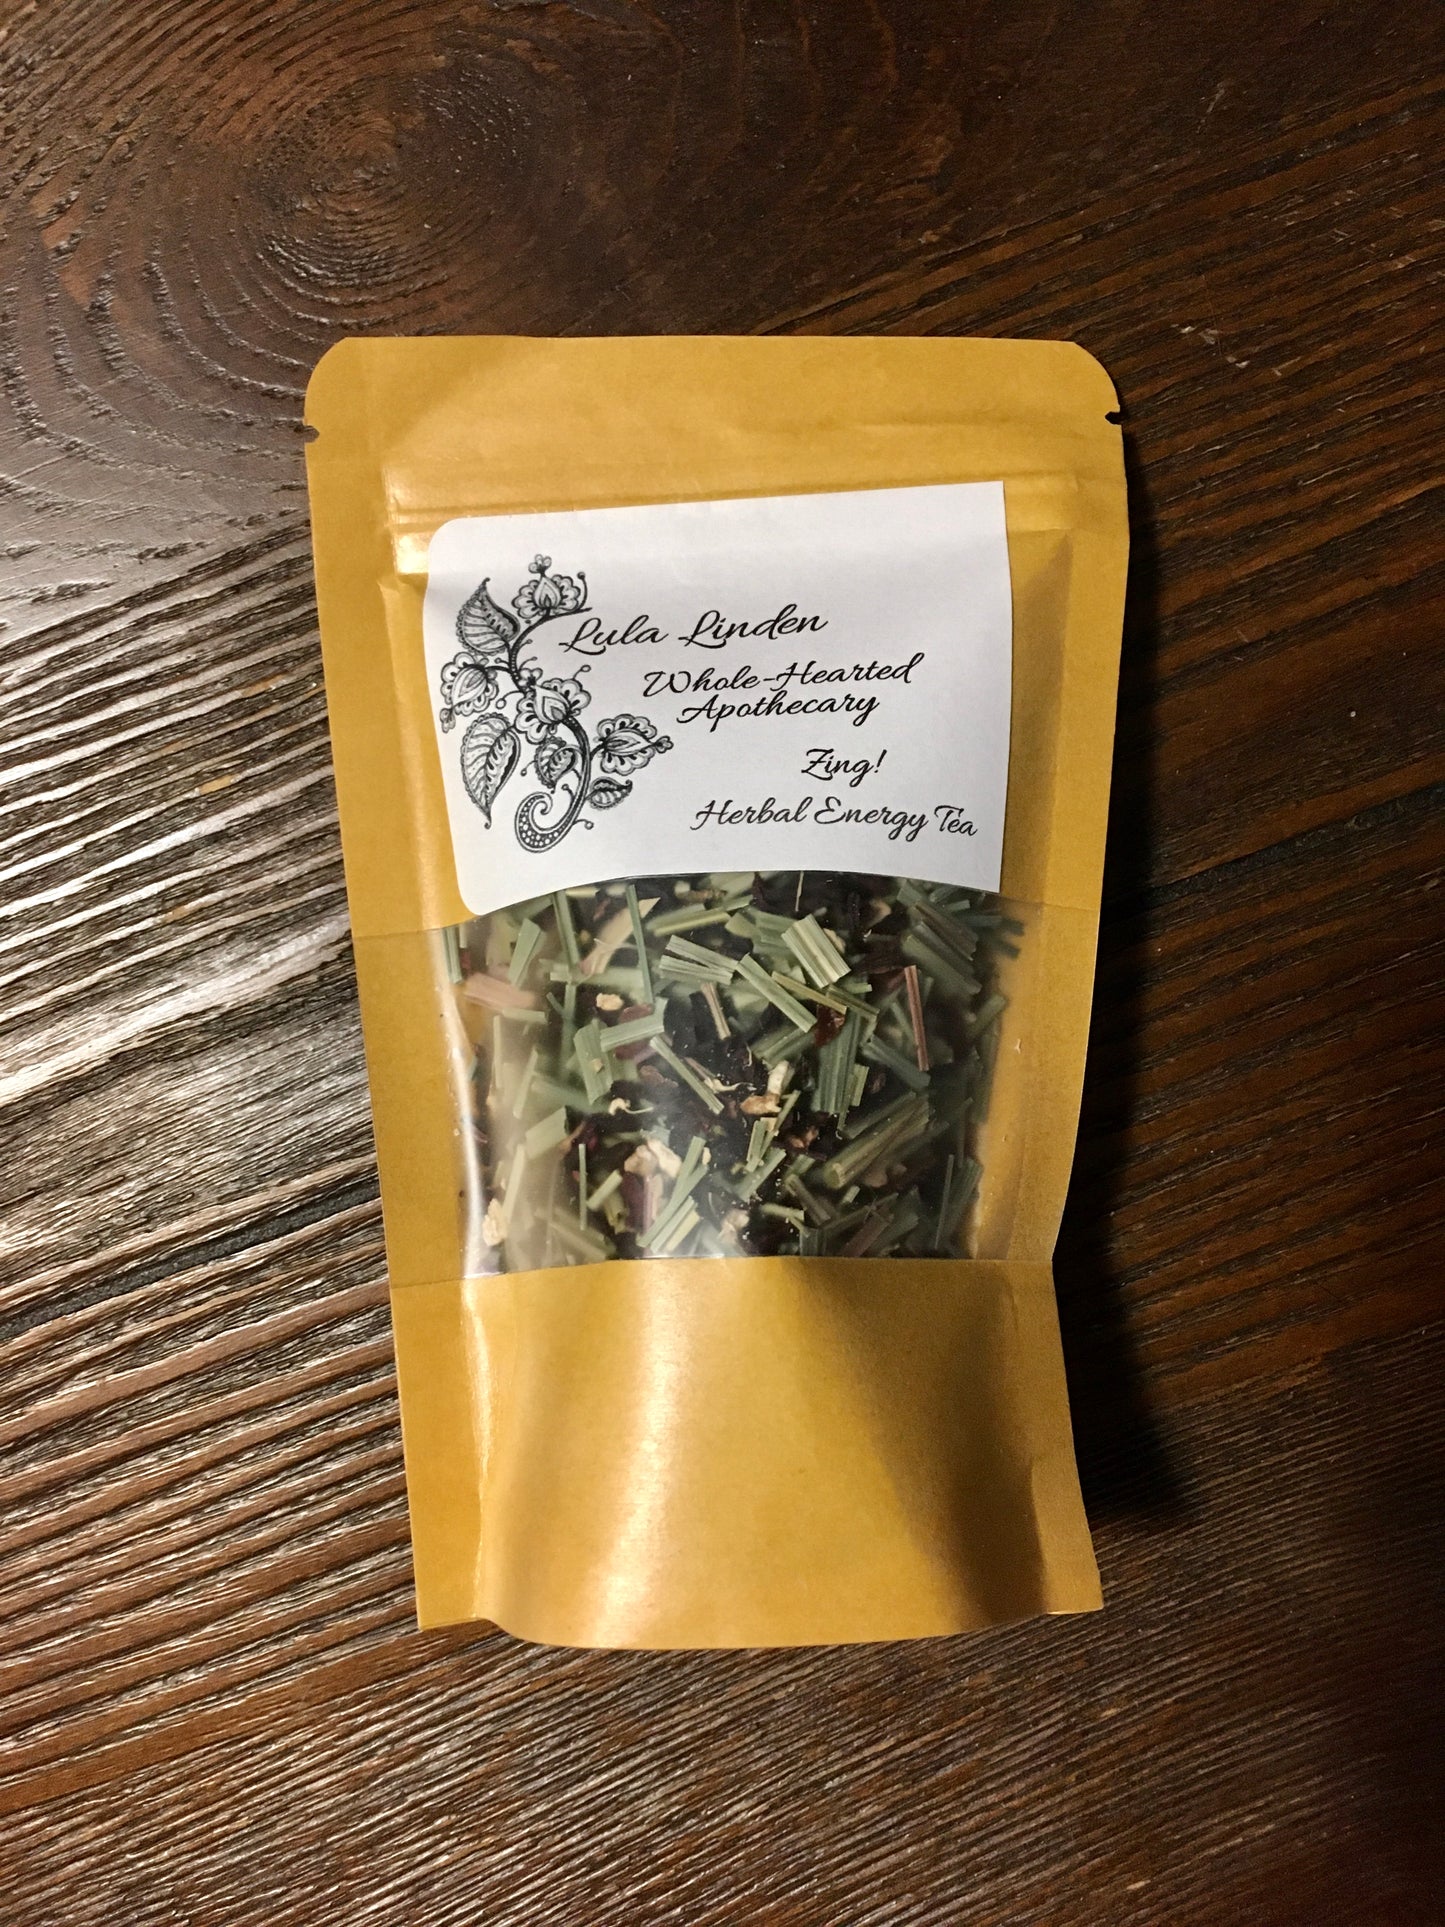 Lula Linden
Whole-Hearted
Apothecary
Zing!
Herbal Energy Tea